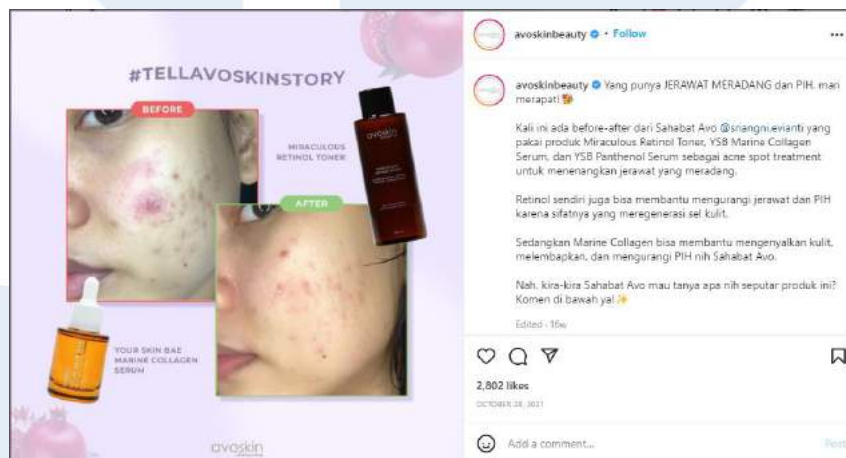 #TELLAVOSKINSTORY
BEFORE
MIRACULOUS
RETINOL TONER
avoskin
AFTER
YOUR SKIN BAE
MARINE COLLAGEN
SERUM
avoskin
avoskinbeauty • Follow
avoskinbeauty Yang punya JERAWAT MERADANG dan PIH, mari
merapat!
Kali ini ada before-after dari Sahabat Avo @sriangni.evianti yang
pakai produk Miraculous Retinol Toner, YSB Marine Collagen
Serum, dan YSB Panthenol Serum sebagai acne spot treatment
untuk menenangkan jerawat yang meradang.
Retinol sendiri juga bisa membantu mengurangi jerawat dan PIH
karena sifatnya yang meregenerasi sel kulit.
Sedangkan Marine Collagen bisa membantu mengenyalkan kulit,
melembapkan, dan mengurangi PIH nih Sahabat Avo.
Nah, kira-kira Sahabat Avo mau tanya apa nih seputar produk ini?
Komen di bawah ya!
Edited · 16w
2,802 likes
OCTOBER 28, 2021
Add a comment...
Post